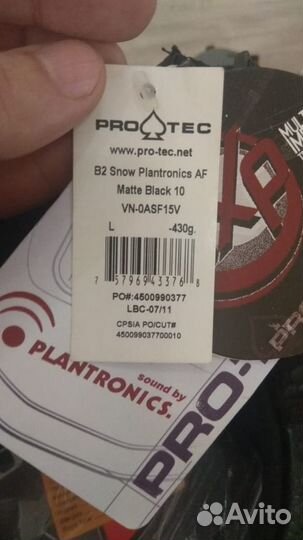 PRO TEC
www.pro-tec.net
B2 Snow Plantronics AF
Matte Black 10
VN-0ASF15V
L -430g.
7 57969 43376 8
PO#:4500990377
LBC-07/11
CPSIA PO/CUT#
450099037700010
XP
sound by
PLANTRONICS.
PRO-
Avito